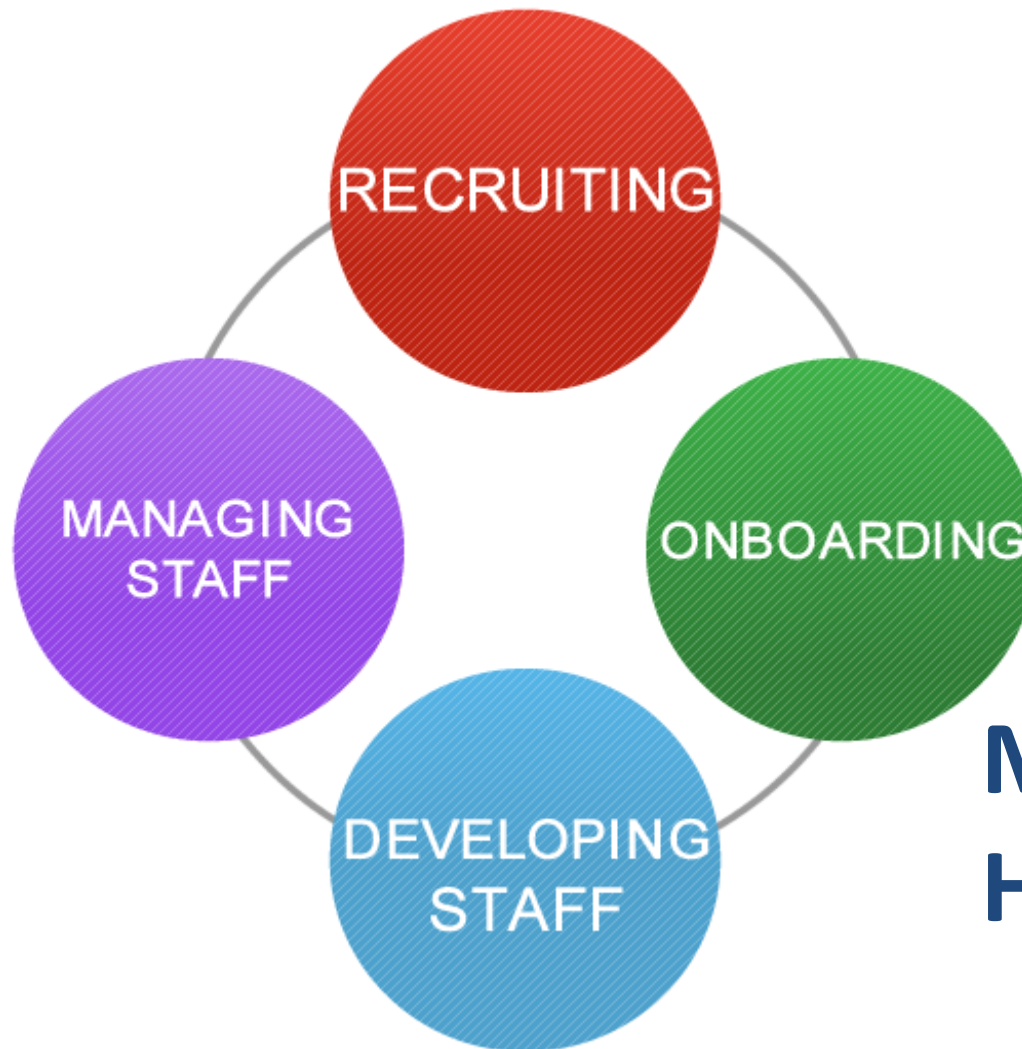 RECRUITING
MANAGING
STAFF
ONBOARDING
DEVELOPING
STAFF
M
H